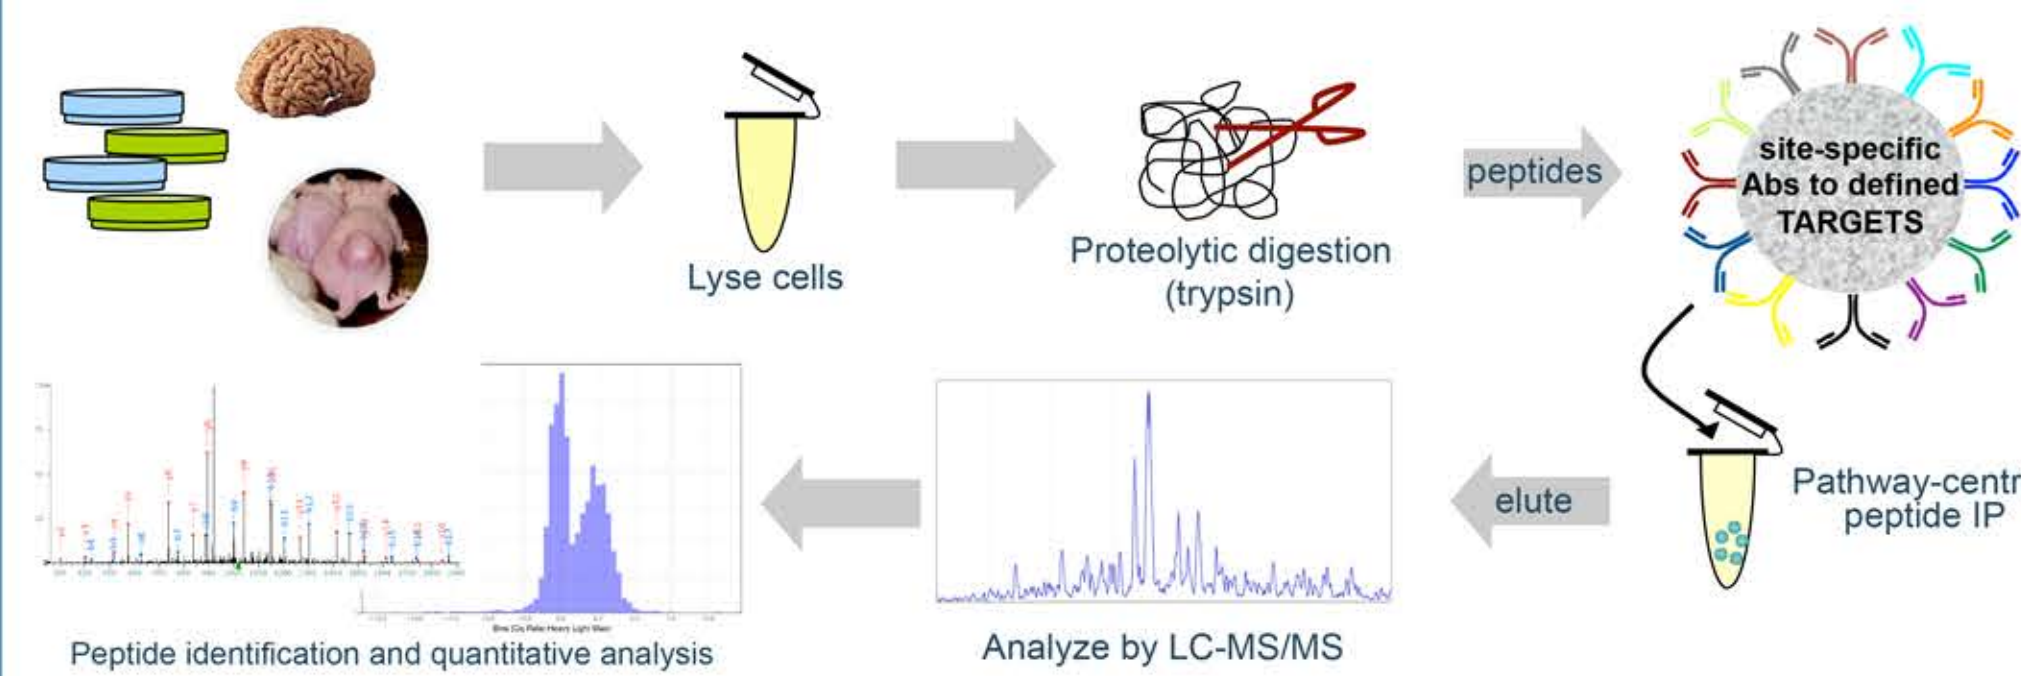 site-specific
Abs to defined
TARGETS
peptides
Lyse cells
Proteolytic digestion
(trypsin)
Pathway-centr
peptide IP
elute
Analyze by LC-MS/MS
Peptide identification and quantitative analysis